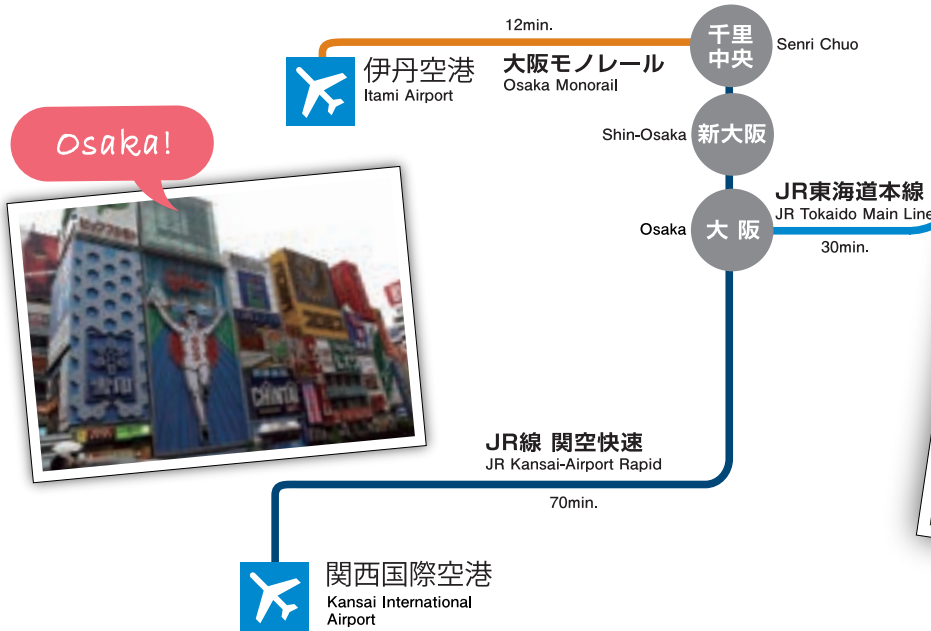 12min.
千里
中央
Senri Chuo
伊丹空港
Itami Airport
大阪モノレール
Osaka Monorail
Osaka!
Shin-Osaka
新大阪
JR東海道本線
JR Tokaido Main Line
Osaka
大阪
30min.
CHINTAI
JR線 関空快速
JR Kansai-Airport Rapid
70min.
関西国際空港
Kansai International
Airport